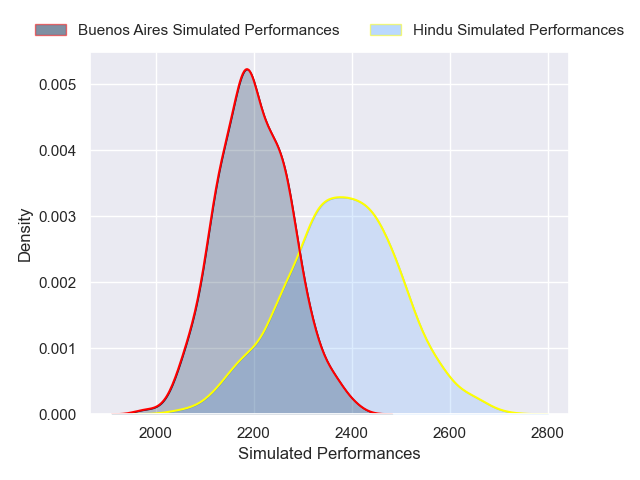 Buenos Aires Simulated Performances Hindu Simulated Performances
0.005
0.004
0.003
0.002
0.001
0.000
Density
2000 2200 2400 2600 2800
Simulated Performances